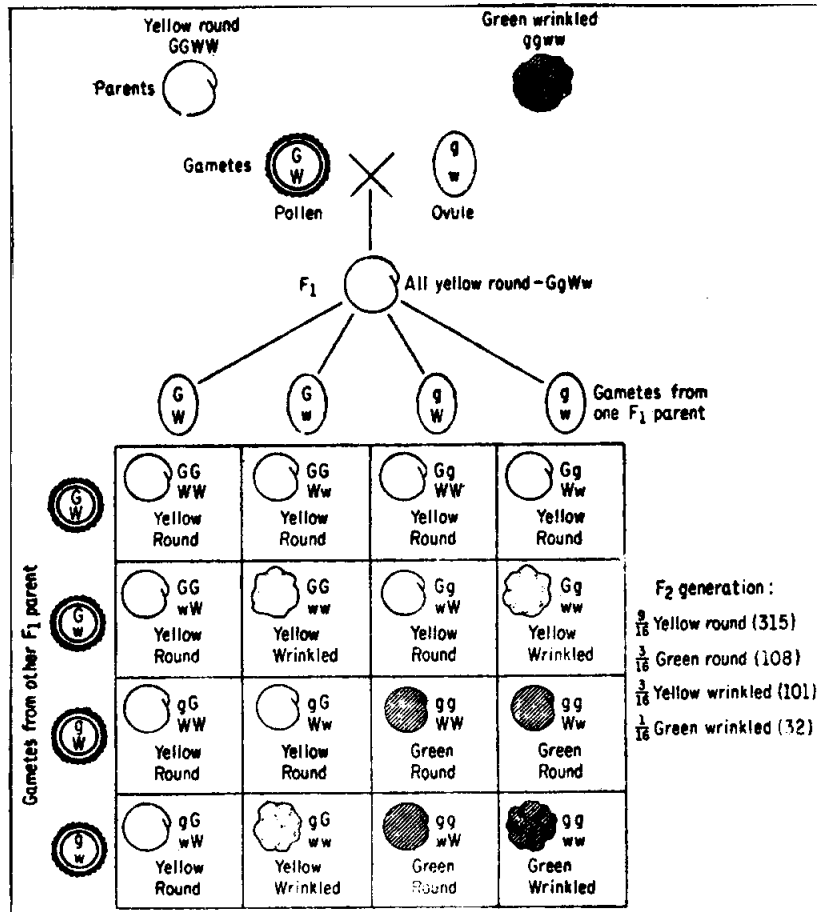 Yellow round
GGWW
Green wrinkled
ggww
Parents
Gametes
G
W
g
w
Pollen
Ovule
F1
All yellow round-GgWw
G
W
G
w
g
W
g
w
Gametes from
one F1 parent
Gametes from other F1 parent
G
W
GG
WW
Yellow
Round
GG
Ww
Yellow
Round
Gg
WW
Yellow
Round
Gg
Ww
Yellow
Round
G
w
GG
wW
Yellow
Round
GG
ww
Yellow
Wrinkled
Gg
wW
Yellow
Round
Gg
ww
Yellow
Wrinkled
g
W
gG
WW
Yellow
Round
gG
Ww
Yellow
Round
gg
WW
Green
Round
gg
Ww
Green
Round
g
w
gG
wW
Yellow
Round
gG
ww
Yellow
Wrinkled
gg
wW
Green
Round
gg
ww
Green
Wrinkled
F2 generation:
9/16 Yellow round (315)
3/16 Green round (108)
3/16 Yellow wrinkled (101)
1/16 Green wrinkled (32)